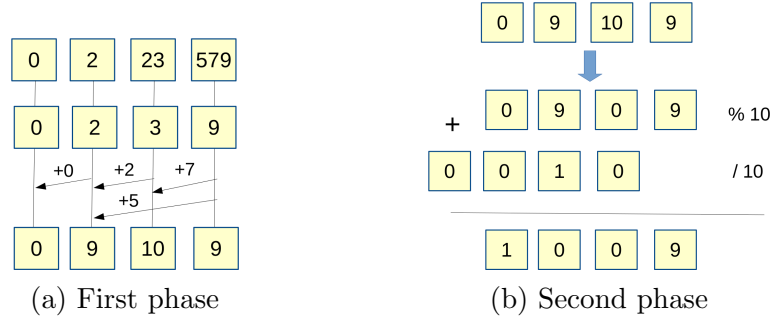 0 2 23 579
0 2 3 9
+0 +2 +7
+5
0 9 10 9
(a) First phase
0 9 10 9
+ 0 9 0 9 % 10
0 0 1 0 / 10
1 0 0 9
(b) Second phase